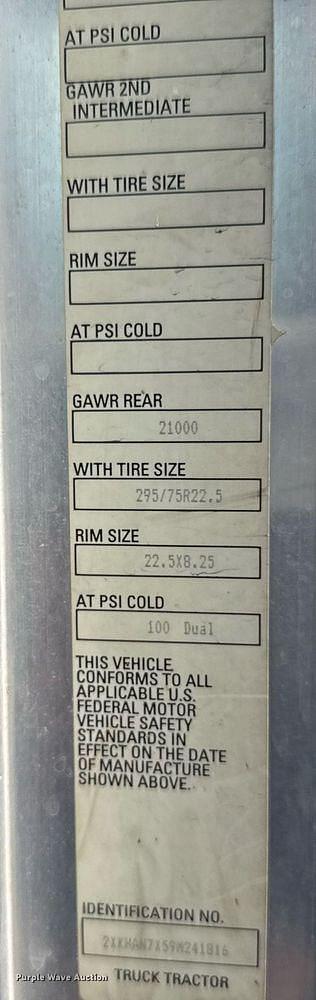 AT PSI COLD
GAWR 2ND
INTERMEDIATE
WITH TIRE SIZE
RIM SIZE
AT PSI COLD
GAWR REAR
21000
WITH TIRE SIZE
295/75R22.5
RIM SIZE
22.5X8.25
AT PSI COLD
100 Dual
THIS VEHICLE
CONFORMS TO ALL
APPLICABLE U.S.
FEDERAL MOTOR
VEHICLE SAFETY
STANDARDS IN
EFFECT ON THE DATE
OF MANUFACTURE
SHOWN ABOVE.
IDENTIFICATION NO.
TRUCK TRACTOR
Purple Wave Auction